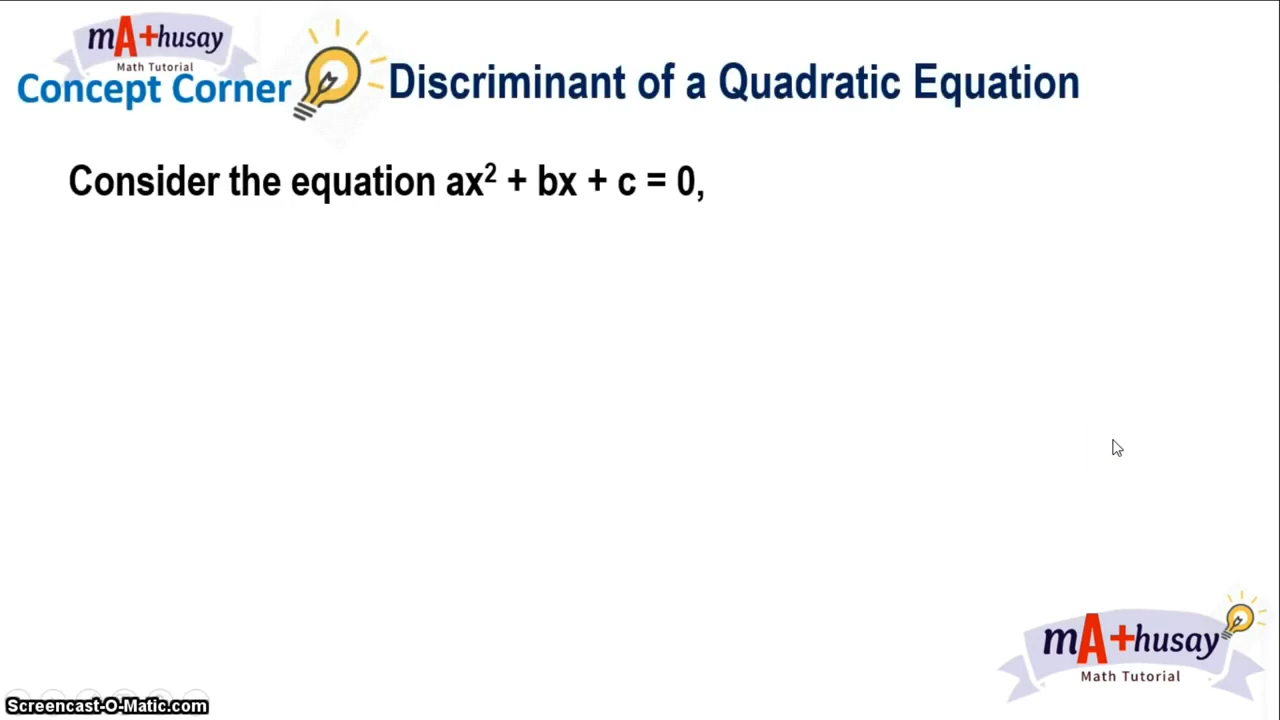 mA+husay
Math Tutorial
Concept Corner
Discriminant of a Quadratic Equation
Consider the equation ax² + bx + c = 0,
mA+husay
Math Tutorial
Screencast-O-Matic.com